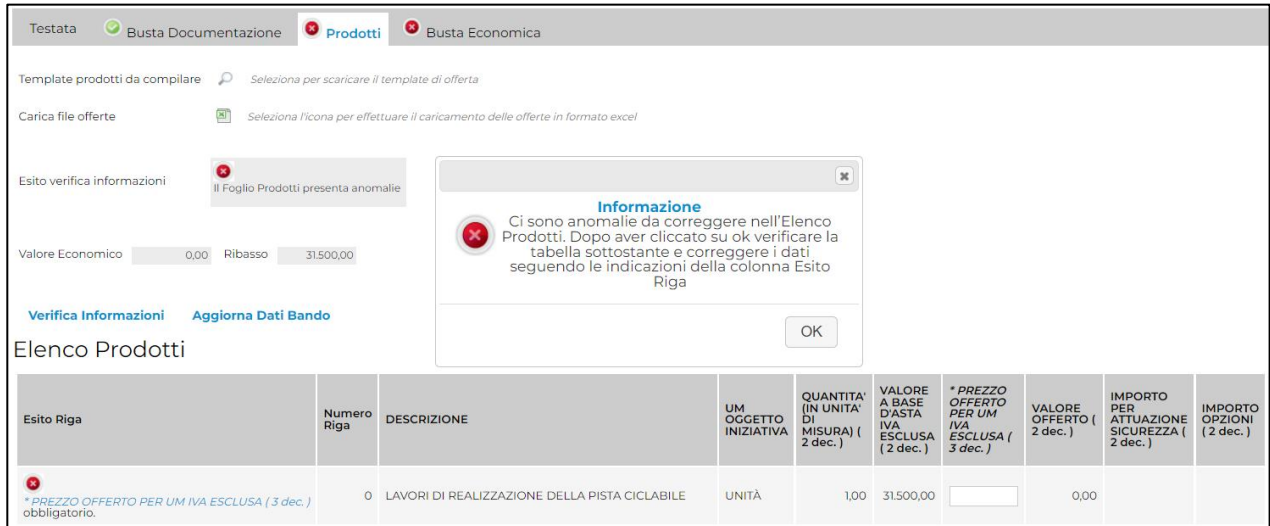 Testata Busta Documentazione Prodotti Busta Economica
Template prodotti da compilare Seleziona per scaricare il template di offerta
Carica file offerte Seleziona l'icona per effettuare il caricamento delle offerte in formato excel
Esito verifica informazioni
Il Foglio Prodotti presenta anomalie
Informazione
Ci sono anomalie da correggere nell'Elenco
Prodotti. Dopo aver cliccato su ok verificare la
tabella sottostante e correggere i dati
seguendo le indicazioni della colonna Esito
Riga
OK
Valore Economico 0,00 Ribasso 31.500,00
Verifica Informazioni Aggiorna Dati Bando
Elenco Prodotti
Esito Riga
Numero
Riga
DESCRIZIONE
UM
OGGETTO
INIZIATIVA
QUANTITA'
(IN UNITA'
DI
MISURA) (
2 dec. )
VALORE
A BASE
D'ASTA
IVA
ESCLUSA
( 2 dec. )
* PREZZO
OFFERTO
PER UM
IVA
ESCLUSA (
3 dec. )
VALORE
OFFERTO (
2 dec. )
IMPORTO
PER
ATTUAZIONE
SICUREZZA (
2 dec. )
IMPORTO
OPZIONI
( 2 dec. )
* PREZZO OFFERTO PER UM IVA ESCLUSA ( 3 dec. )
obbligatorio.
0 LAVORI DI REALIZZAZIONE DELLA PISTA CICLABILE UNITÀ 1,00 31.500,00 0,00